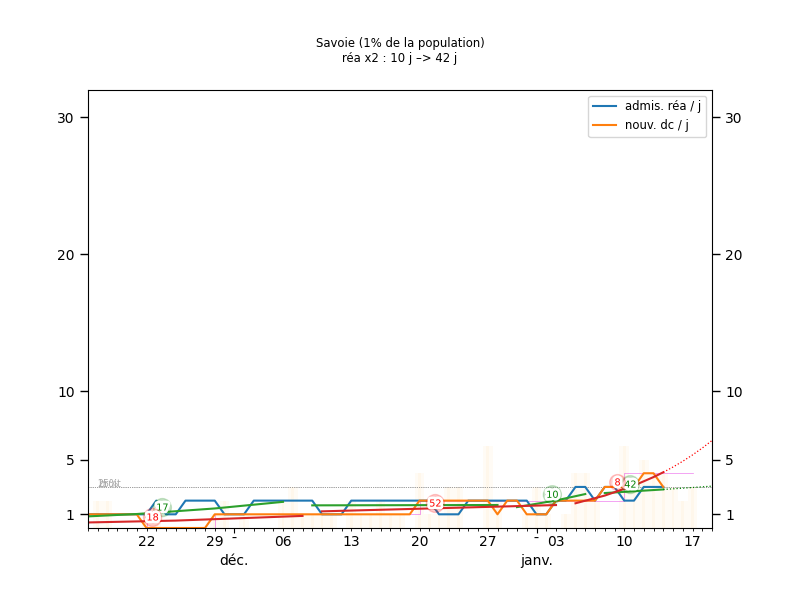 Savoie (1% de la population)
réa x2 : 10 j –> 42 j
admis. réa / j
nouv. dc / j
30 30
20 20
10 10
5 5
1 1
17
18
52
10
8
42
22 29 - 06 13 20 27 - 03 10 17
déc. janv.